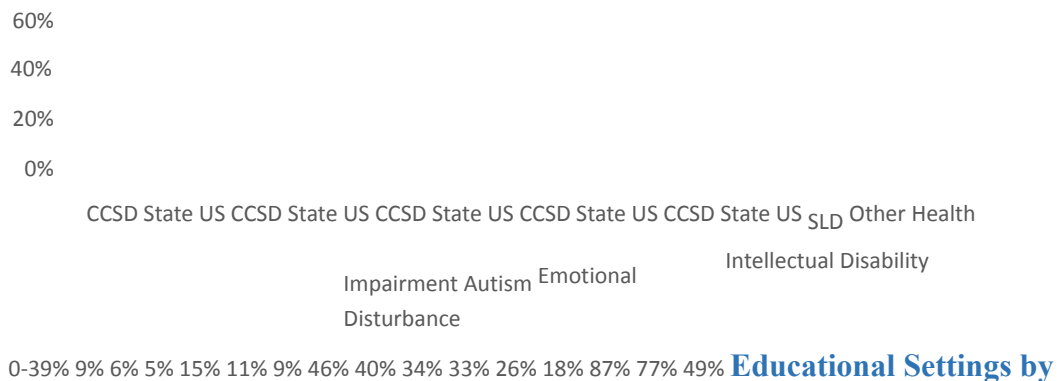 60%
40%
20%
0%
CCSD State US CCSD State US CCSD State US CCSD State US CCSD State US SLD Other Health
Intellectual Disability
Impairment Autism Emotional
Disturbance
0-39% 9% 6% 5% 15% 11% 9% 46% 40% 34% 33% 26% 18% 87% 77% 49% Educational Settings by